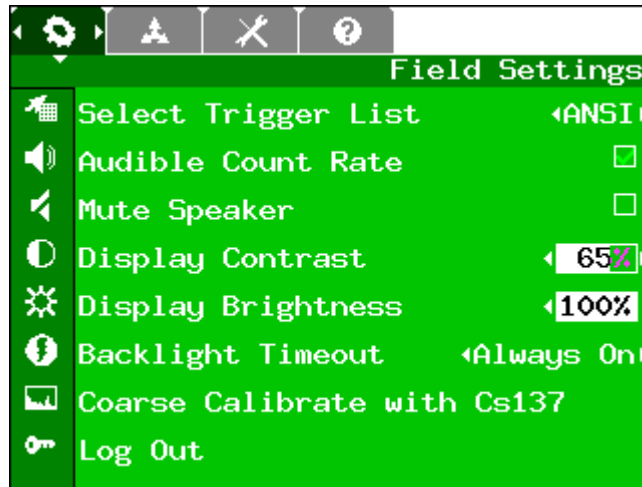 Field Settings
Select Trigger List ANSI
Audible Count Rate
Mute Speaker
Display Contrast 65%
Display Brightness 100%
Backlight Timeout Always On
Coarse Calibrate with Cs137
Log Out